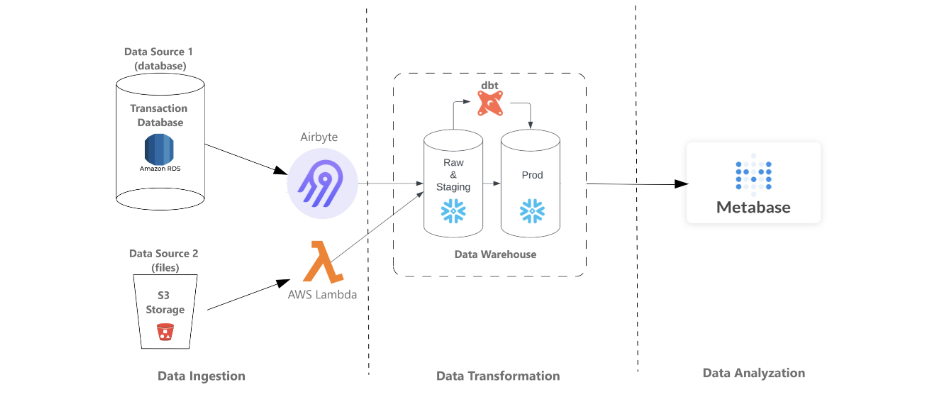 Data Source 1
(database)
Transaction
Database
Amazon RDS
Airbyte
Data Source 2
(files)
S3
Storage
AWS Lambda
Data Ingestion
dbt
Raw
&
Staging
Prod
Data Warehouse
Data Transformation
Metabase
Data Analyzation